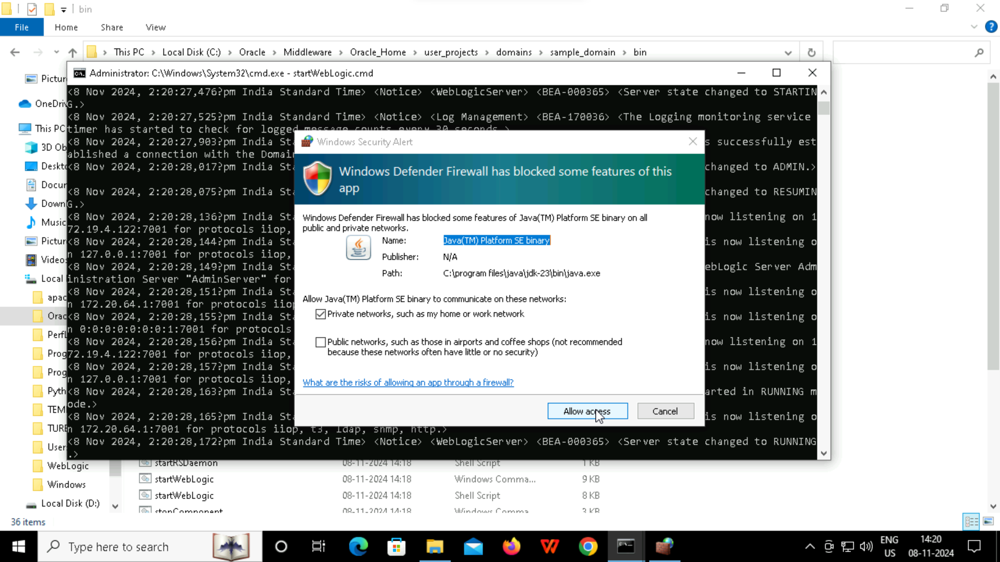 bin
File Home Share View
This PC Local Disk (C:) Oracle Middleware Oracle_Home user_projects domains sample_domain bin
Administrator: C:\Windows\System32\cmd.exe - startWebLogic.cmd
<8 Nov 2024, 2:20:27,476?pm India Standard Time> <Notice> <WebLogicServer> <BEA-000365> <Server state changed to STARTIN
G.>
<8 Nov 2024, 2:20:27,525?pm India Standard Time> <Notice> <Log Management> <BEA-170036> <The Logging monitoring service
timer has started to check for logged message counts every 30 seconds.>
<8 Nov 2024, 2:20:27,903?pm India St s successfully est
ablished a connection with the Domai
<8 Nov 2024, 2:20:28,017?pm India St changed to ADMIN.>
<8 Nov 2024, 2:20:28,075?pm India St changed to RESUMIN
G.>
<8 Nov 2024, 2:20:28,136?pm India St now listening on 1
72.19.4.122:7001 for protocols iiop,
<8 Nov 2024, 2:20:28,144?pm India St is now listening o
n 127.0.0.1:7001 for protocols iiop,
<8 Nov 2024, 2:20:28,149?pm India St ebLogic Server Adm
inistration Server "AdminServer" for
<8 Nov 2024, 2:20:28,151?pm India St is now listening o
n 172.20.64.1:7001 for protocols iiop
<8 Nov 2024, 2:20:28,155?pm India St is now listening o
n 0:0:0:0:0:0:0:1:7001 for protocols
<8 Nov 2024, 2:20:28,156?pm India St now listening on 1
72.19.4.122:7001 for protocols iiop,
<8 Nov 2024, 2:20:28,157?pm India St is now listening o
n 127.0.0.1:7001 for protocols iiop,
<8 Nov 2024, 2:20:28,163?pm India St arted in RUNNING m
ode.>
<8 Nov 2024, 2:20:28,165?pm India St is now listening o
n 172.20.64.1:7001 for protocols iiop, t3, ldap, snmp, http.>
<8 Nov 2024, 2:20:28,172?pm India Standard Time> <Notice> <WebLogicServer> <BEA-000365> <Server state changed to RUNNING
.>
Windows Security Alert
Windows Defender Firewall has blocked some features of this
app
Windows Defender Firewall has blocked some features of Java(TM) Platform SE binary on all
public and private networks.
Name: Java(TM) Platform SE binary
Publisher: N/A
Path: C:\program files\java\jdk-23\bin\java.exe
Allow Java(TM) Platform SE binary to communicate on these networks:
Private networks, such as my home or work network
Public networks, such as those in airports and coffee shops (not recommended
because these networks often have little or no security)
What are the risks of allowing an app through a firewall?
Allow access Cancel
Pictur
OneDriv
This PC
3D Ob
Deskto
Docur
Down
Music
Pictur
Videos
Local
apac
Orac
PerfL
Prog
Prog
Pyth
TEM
TURE
User
WebLogic
Windows
Local Disk (D:)
startRSDaemon 08-11-2024 14:18 Shell Script 1 KB
startWebLogic 08-11-2024 14:18 Windows Comma... 9 KB
startWebLogic 08-11-2024 14:18 Shell Script 8 KB
stopComponent 08-11-2024 14:18 Windows Comma 3 KB
36 items
Type here to search
ENG
US
14:20
08-11-2024